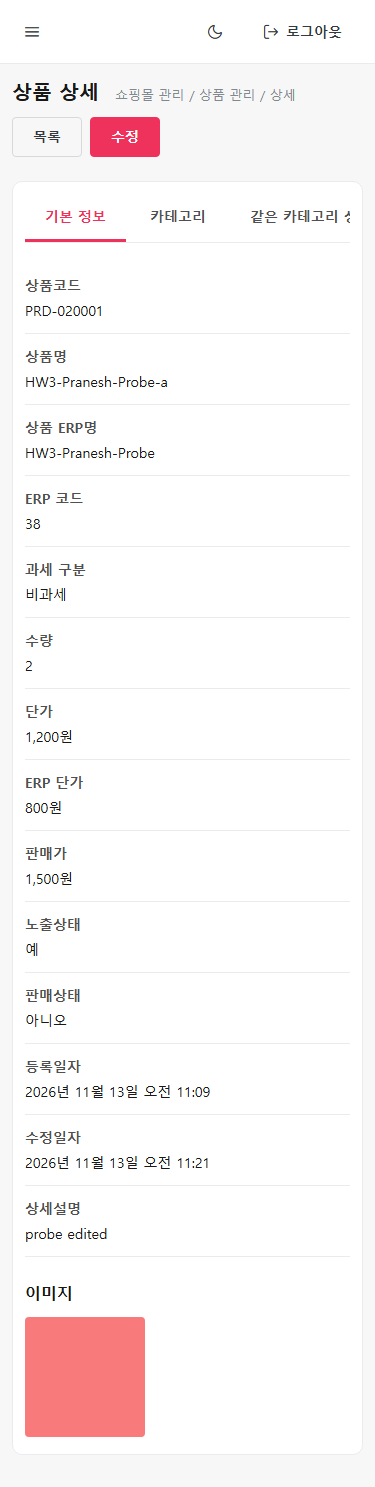 로그아웃
상품 상세 쇼핑몰 관리 / 상품 관리 / 상세
목록 수정
기본 정보 카테고리 같은 카테고리
상품코드
PRD-020001
상품명
HW3-Pranesh-Probe-a
상품 ERP명
HW3-Pranesh-Probe
ERP 코드
38
과세 구분
비과세
수량
2
단가
1,200원
ERP 단가
800원
판매가
1,500원
노출상태
예
판매상태
아니오
등록일자
2026년 11월 13일 오전 11:09
수정일자
2026년 11월 13일 오전 11:21
상세설명
probe edited
이미지